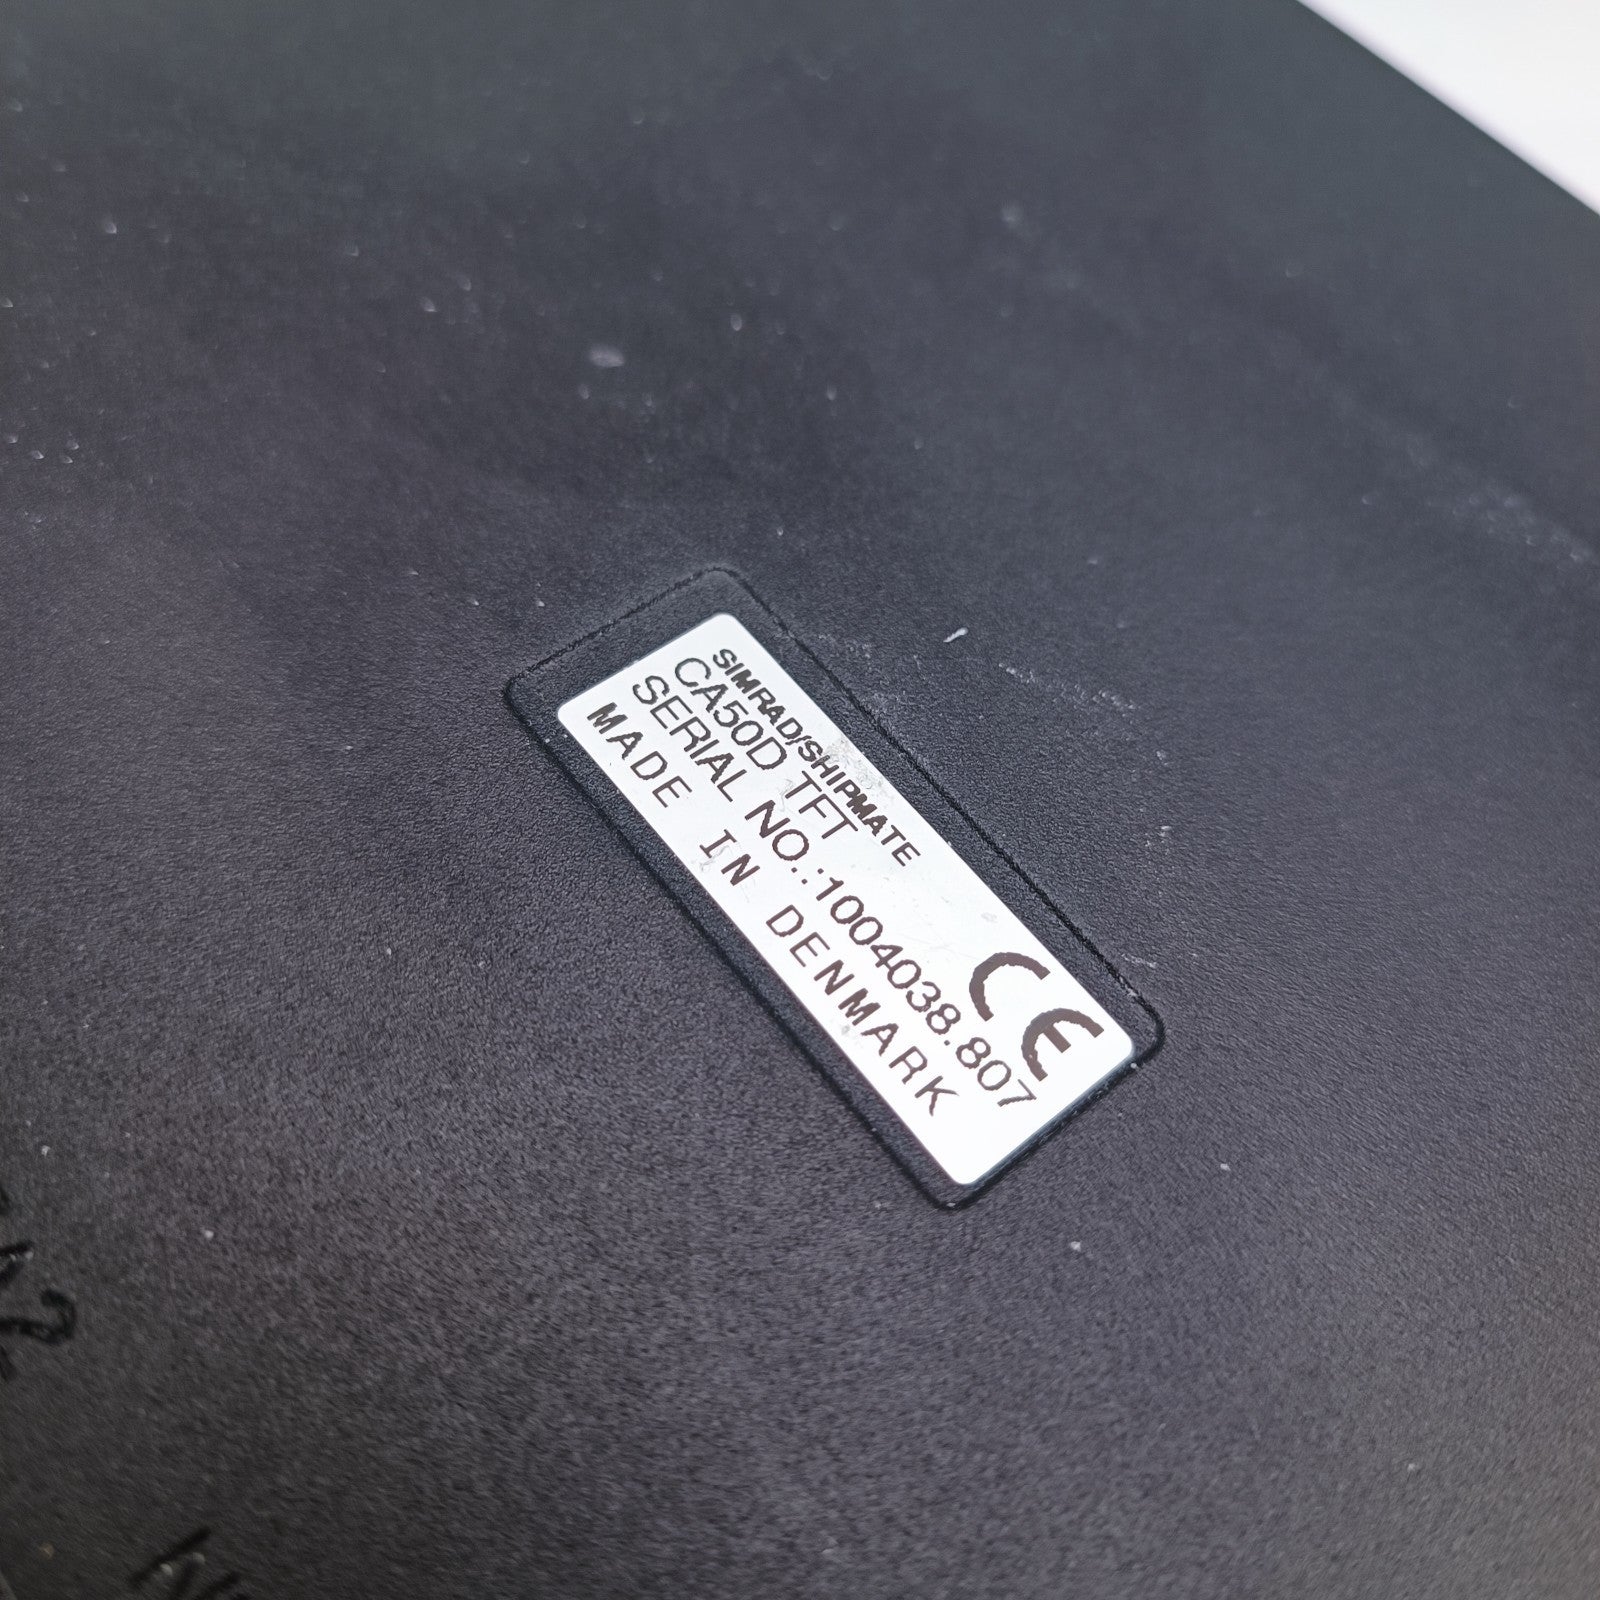 SIMRAD/SHIPMATE
CA50D TFT
SERIAL NO.:1004038.807
MADE IN DENMARK
CE